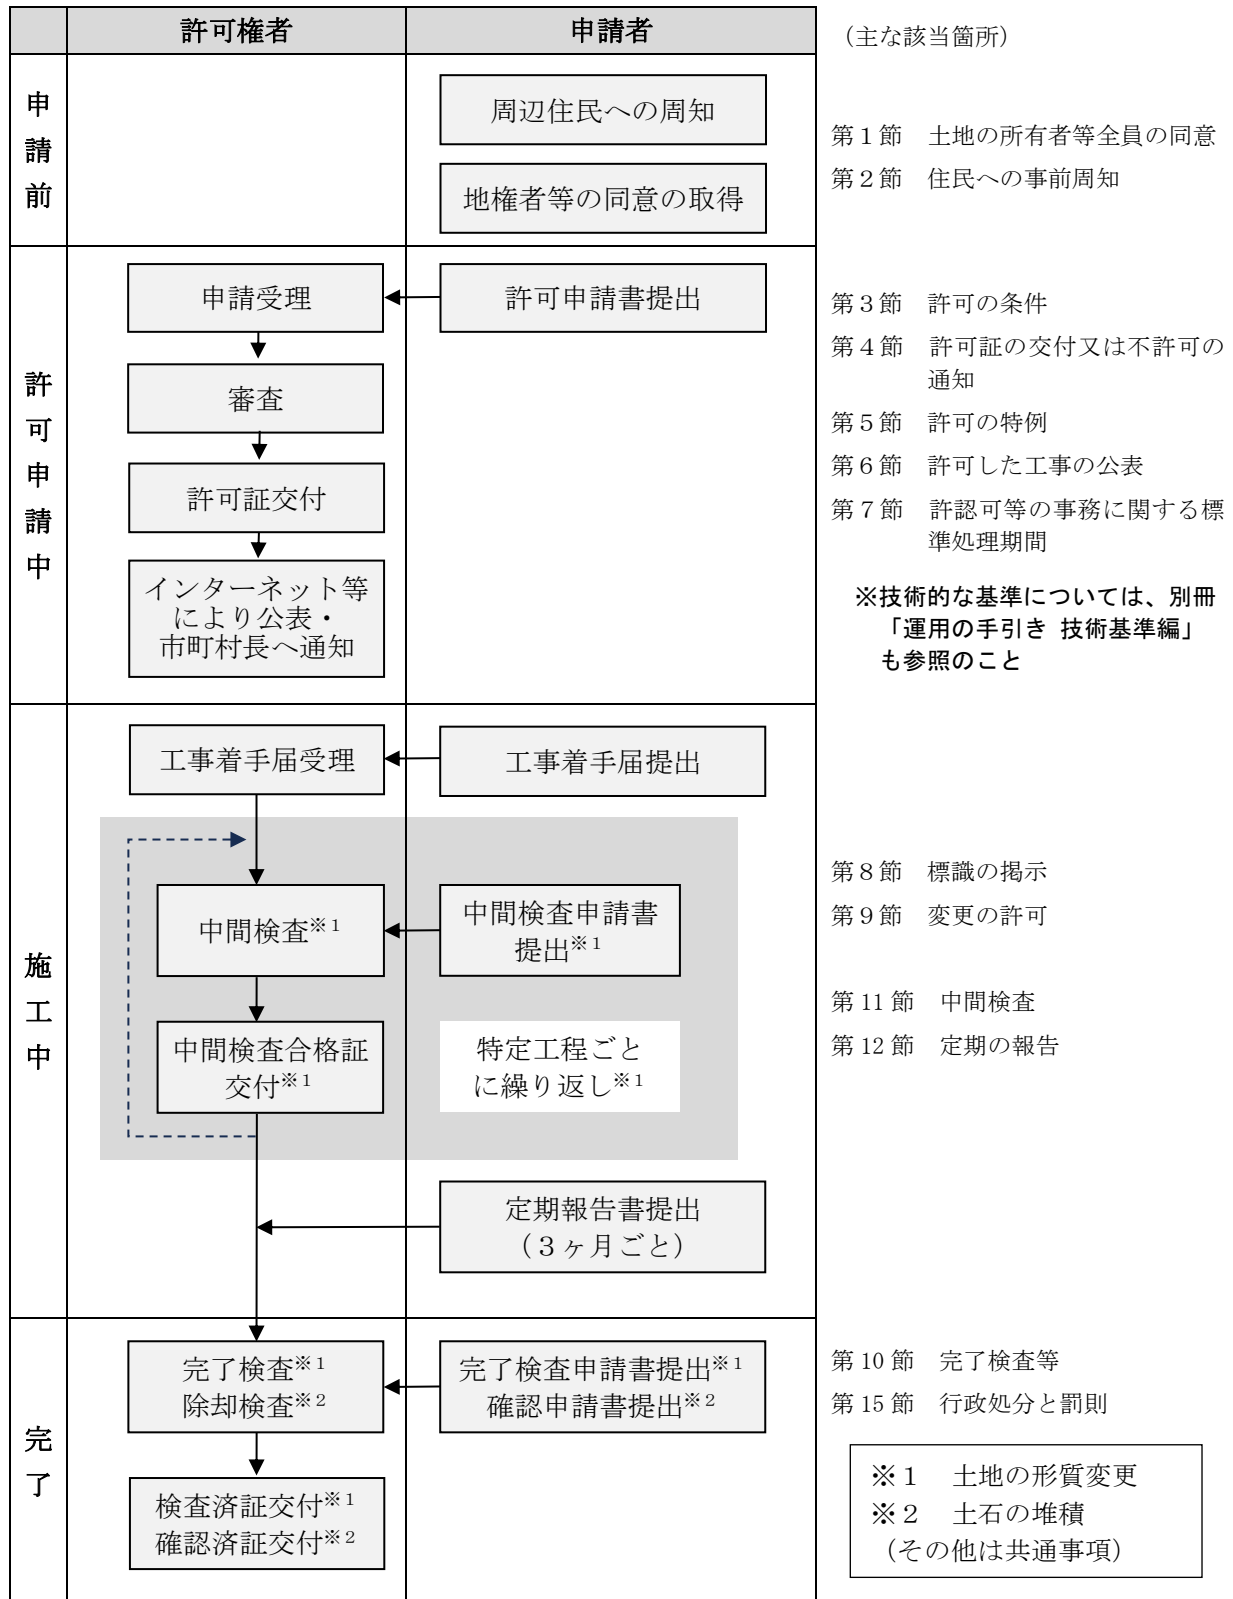 許可権者
申請者
（主な該当箇所）
申請前
周辺住民への周知
地権者等の同意の取得
第１節　土地の所有者等全員の同意
第２節　住民への事前周知
許可申請中
申請受理
許可申請書提出
審査
許可証交付
インターネット等
により公表・
市町村長へ通知
第３節　許可の条件
第４節　許可証の交付又は不許可の
通知
第５節　許可の特例
第６節　許可した工事の公表
第７節　許認可等の事務に関する標
準処理期間
※技術的な基準については、別冊
「運用の手引き 技術基準編」
も参照のこと
施工中
工事着手届受理
工事着手届提出
中間検査※1
中間検査申請書
提出※1
中間検査合格証
交付※1
特定工程ごと
に繰り返し※1
定期報告書提出
（３ヶ月ごと）
第８節　標識の掲示
第９節　変更の許可
第 11 節　中間検査
第 12 節　定期の報告
完了
完了検査※1
除却検査※2
完了検査申請書提出※1
確認申請書提出※2
検査済証交付※1
確認済証交付※2
第 10 節　完了検査等
第 15 節　行政処分と罰則
※１　土地の形質変更
※２　土石の堆積
（その他は共通事項）